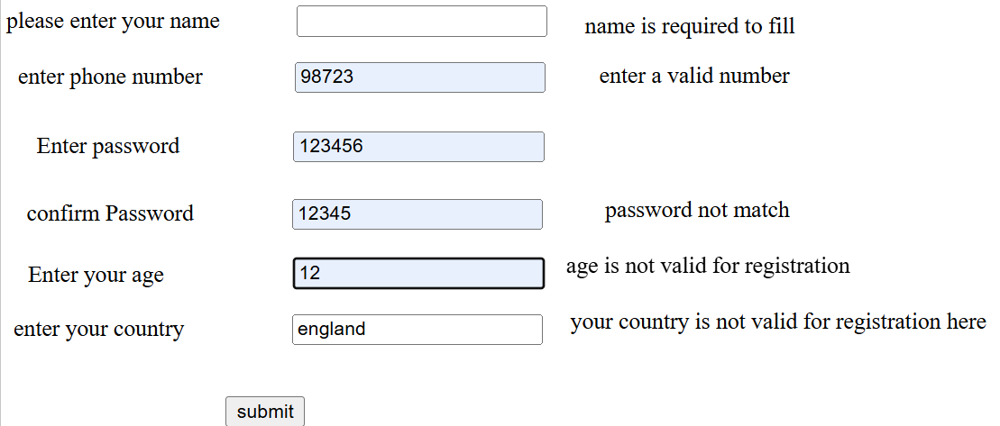 please enter your name name is required to fill
enter phone number 98723 enter a valid number
Enter password 123456
confirm Password 12345 password not match
Enter your age 12 age is not valid for registration
enter your country england your country is not valid for registration here
submit